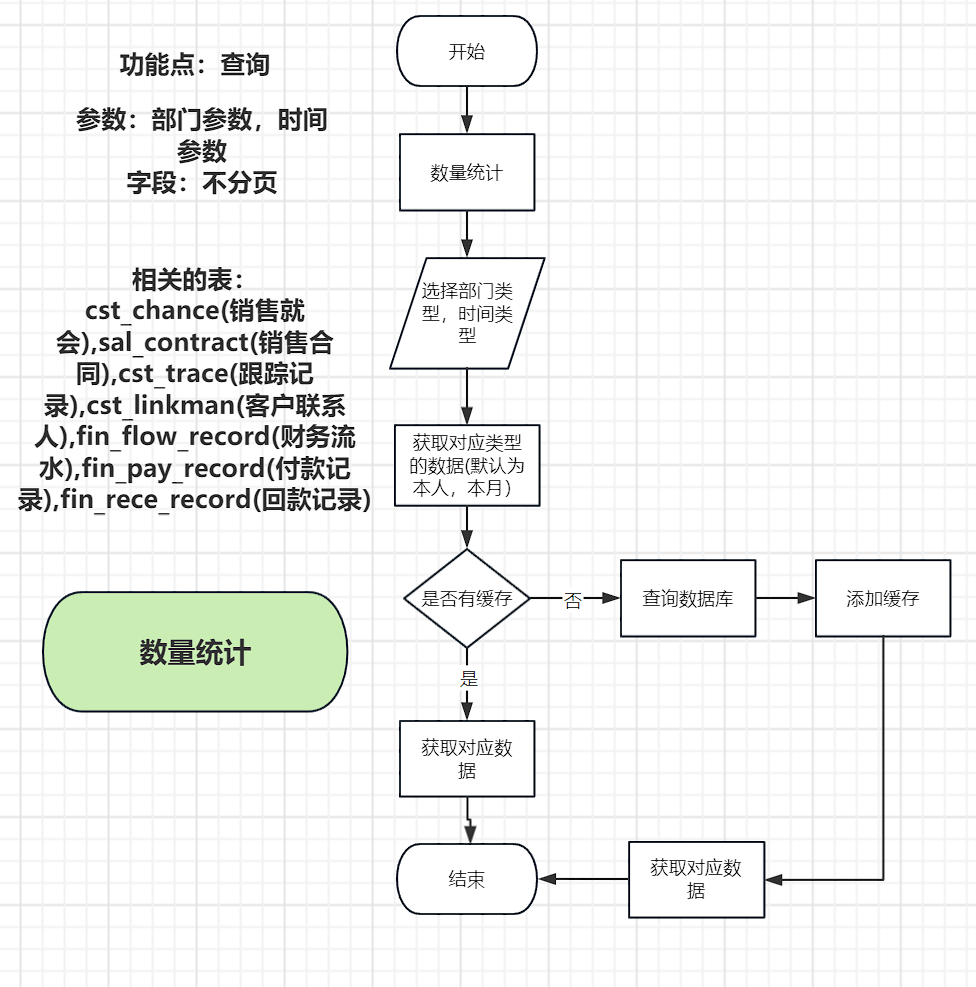 功能点：查询
参数：部门参数，时间
参数
字段：不分页
相关的表：
cst_chance(销售就
会),sal_contract(销售合
同),cst_trace(跟踪记
录),cst_linkman(客户联系
人),fin_flow_record(财务流
水),fin_pay_record(付款记
录),fin_rece_record(回款记录)
数量统计
开始
数量统计
选择部门类
型，时间类
型
获取对应类型
的数据(默认为
本人，本月）
是否有缓存
否
查询数据库
添加缓存
是
获取对应数
据
获取对应数
据
结束